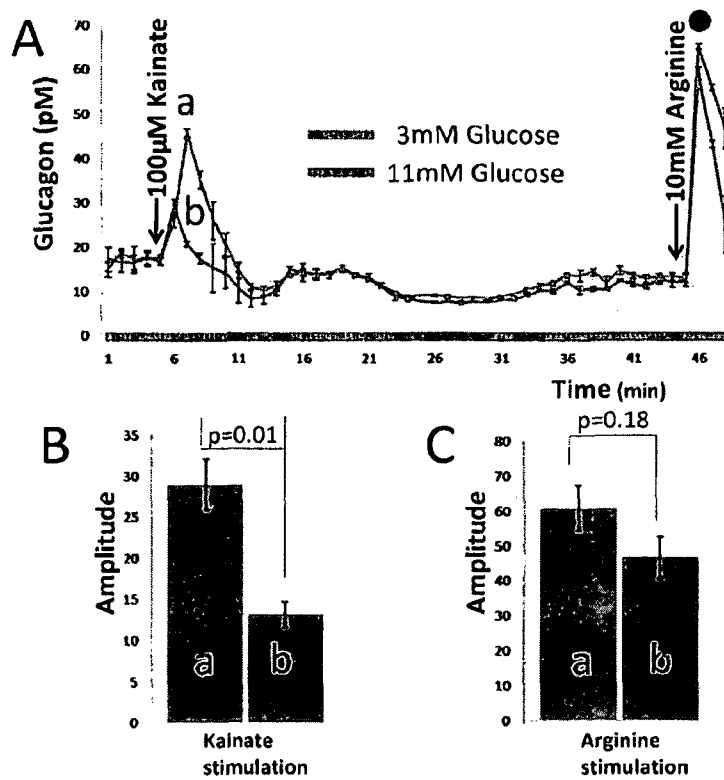 A
Glucagon (pM)
70
60
50
40
30
20
10
0
100µM Kainate
a
b
3mM Glucose
11mM Glucose
10mM Arginine
1 6 11 16 21 26 31 36 41 46
Time (min)
B
p=0.01
Amplitude
35
30
25
20
15
10
5
0
a b
Kainate
stimulation
C
p=0.18
Amplitude
80
70
60
50
40
30
20
10
0
a b
Arginine
stimulation